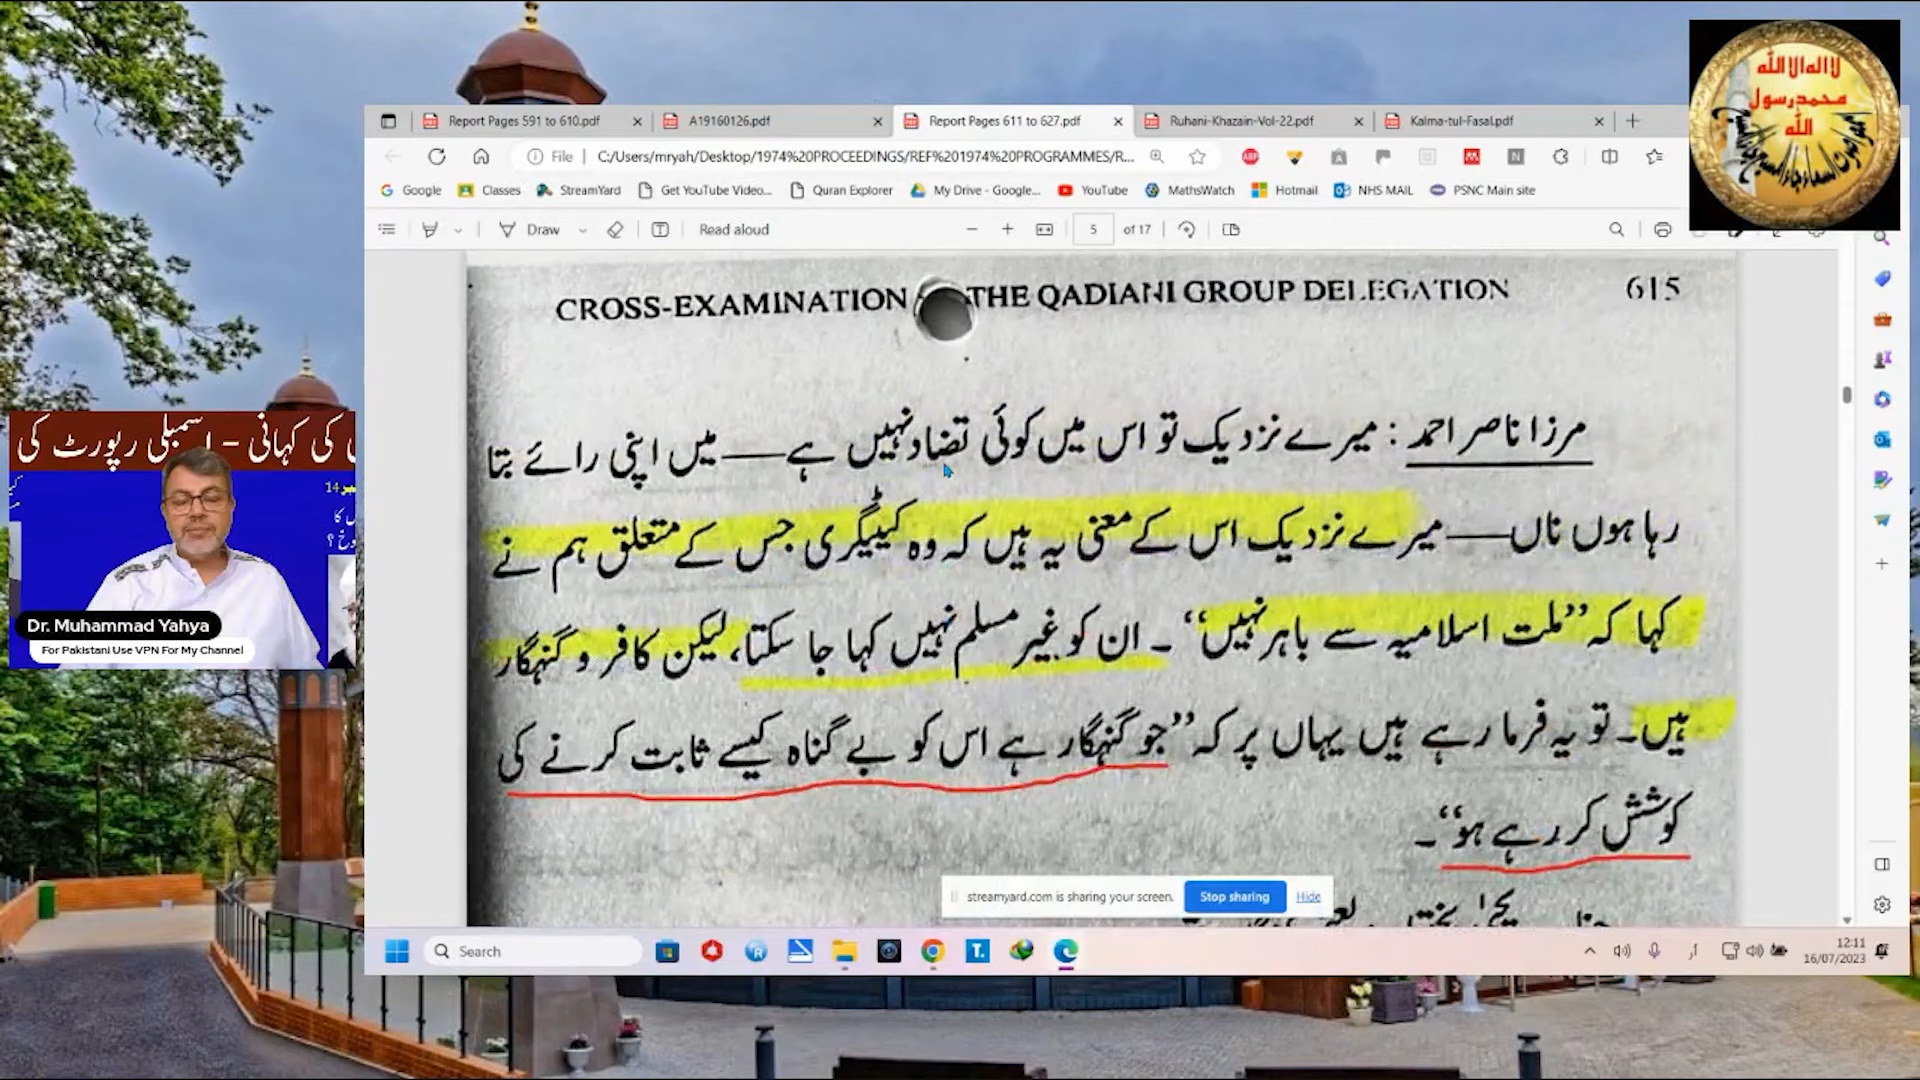 Report Pages 591 to 610.pdf
A19160126.pdf
Report Pages 611 to 627.pdf
Ruhani-Khazain-Vol-22.pdf
Kalma-tul-Fasal.pdf
File
C:/Users/mryah/Desktop/1974%20PROCEEDINGS/REF%201974%20PROGRAMMES/R...
Google
Classes
StreamYard
Get YouTube Video...
Quran Explorer
My Drive - Google...
YouTube
MathsWatch
Hotmail
NHS MAIL
PSNC Main site
Draw
Read aloud
5 of 17
لا اله الا الله
محمد رسول
الله
CROSS-EXAMINATION THE QADIANI GROUP DELEGATION 615
مرزا ناصر احمد : میرے نزدیک تو اس میں کوئی تضاد نہیں ہے — میں اپنی رائے بتا
رہا ہوں ناں — میرے نزدیک اس کے معنی یہ ہیں کہ وہ کیٹیگری جس کے متعلق ہم نے
کہا کہ ”ملت اسلامیہ سے باہر نہیں“ ۔ ان کو غیر مسلم نہیں کہا جا سکتا، لیکن کافر و گنہگار
ہیں۔ تو یہ فرما رہے ہیں یہاں پر کہ ”جو گنہگار ہے اس کو بے گناہ کیسے ثابت کرنے کی
کوشش کر رہے ہو“ ۔
کی کہانی - اسمبلی رپورٹ کی
Dr. Muhammad Yahya
For Pakistani Use VPN For My Channel
streamyard.com is sharing your screen.
Stop sharing
Hide
Search
12:11
16/07/2023